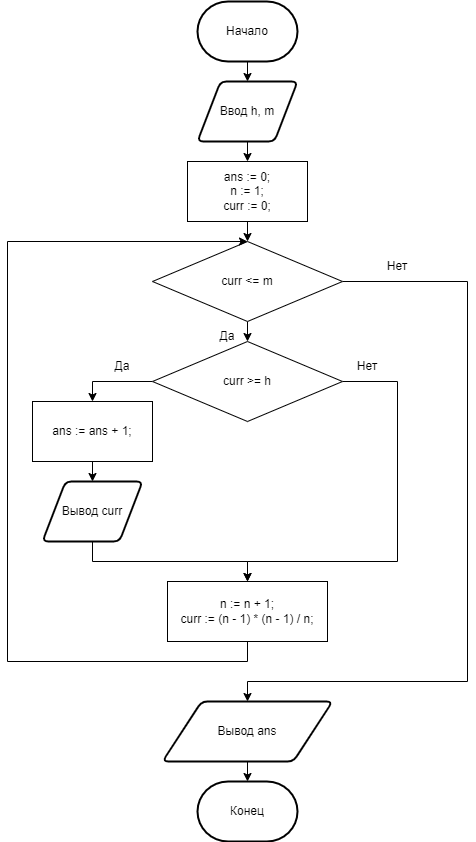 Начало
Ввод h, m
ans := 0;
n := 1;
curr := 0;
curr <= m
Нет
Да
curr >= h
Да
Нет
ans := ans + 1;
Вывод curr
n := n + 1;
curr := (n - 1) * (n - 1) / n;
Вывод ans
Конец